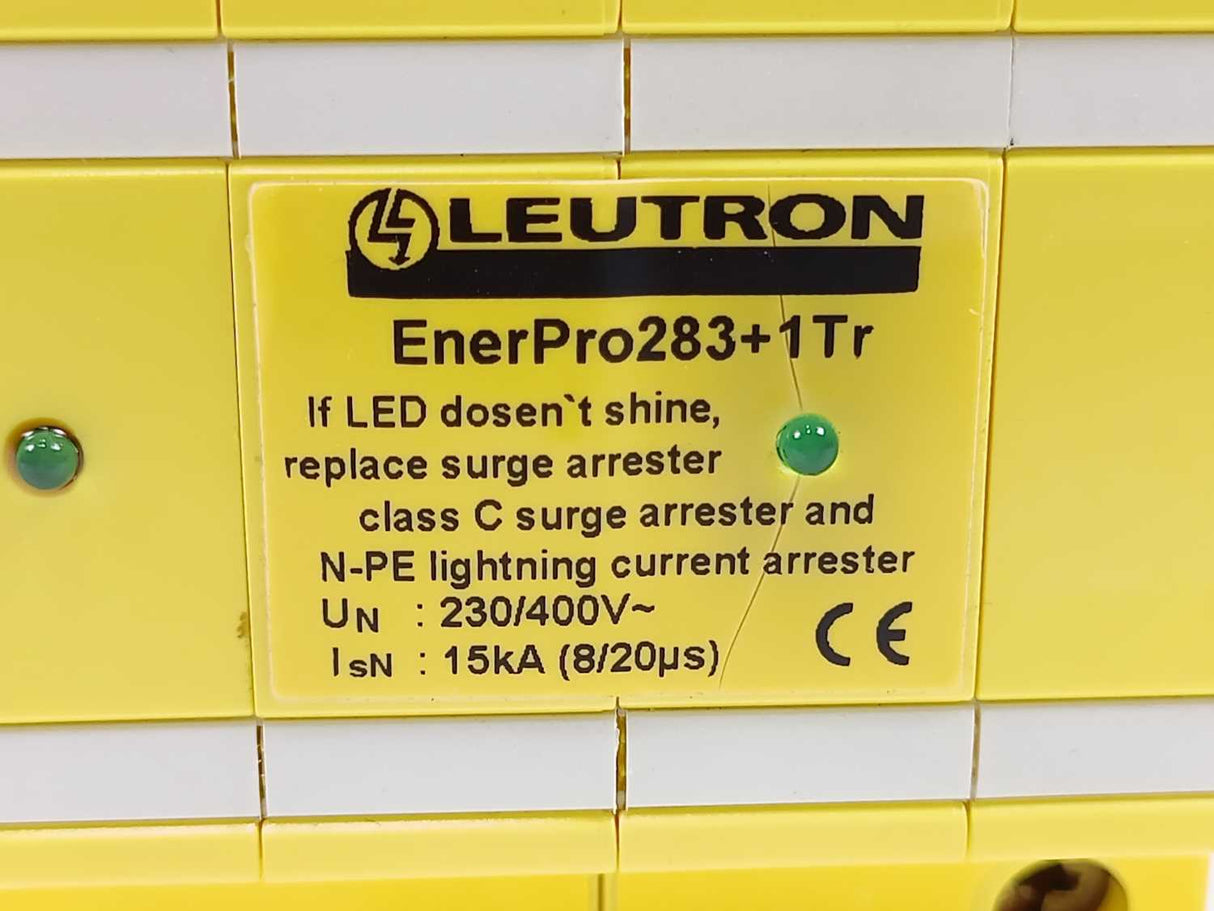 LEUTRON
EnerPro283+1Tr
If LED dosen`t shine,
replace surge arrester
class C surge arrester and
N-PE lightning current arrester
UN : 230/400V~
IsN : 15kA (8/20µs)
CE